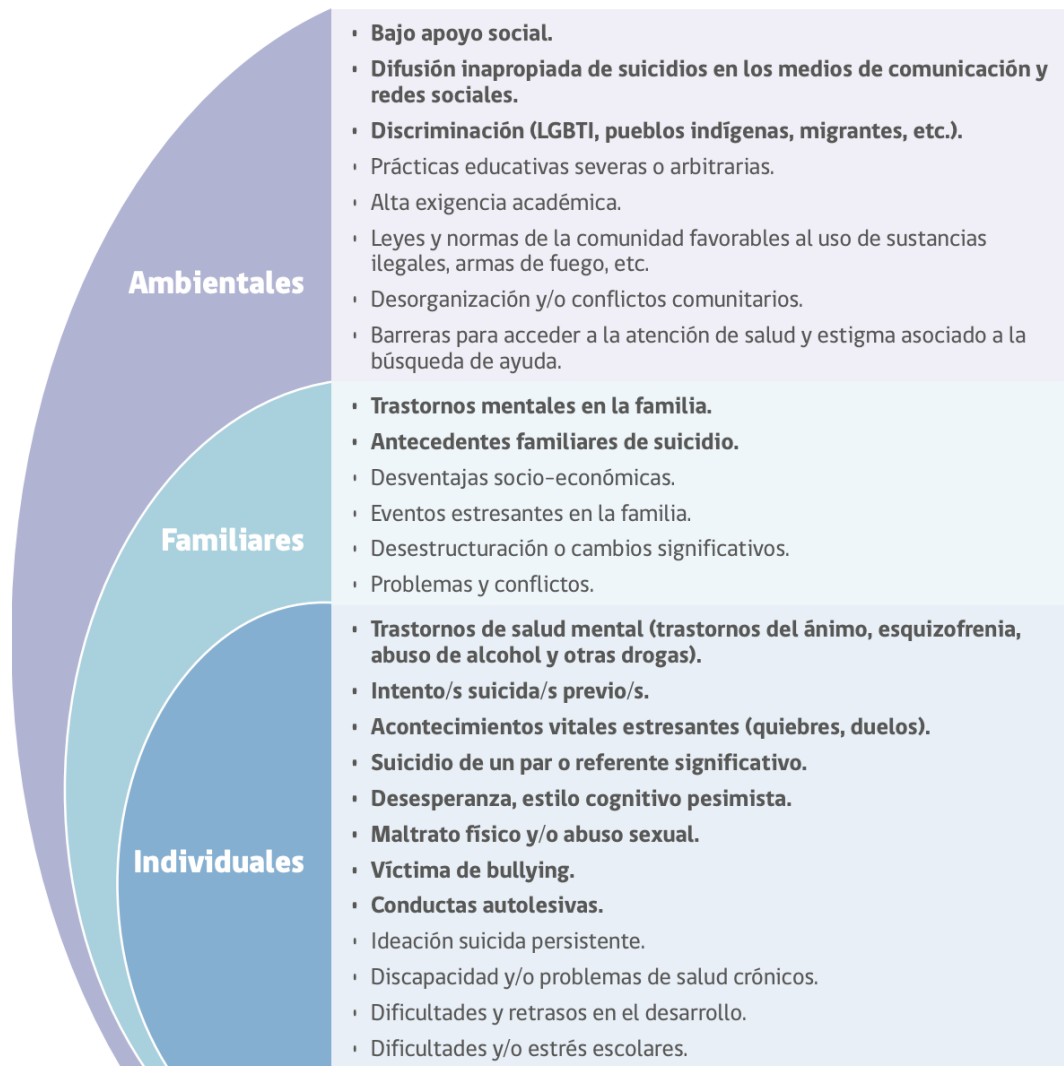 Ambientales
· Bajo apoyo social.
· Difusión inapropiada de suicidios en los medios de comunicación y
redes sociales.
· Discriminación (LGBTI, pueblos indígenas, migrantes, etc.).
· Prácticas educativas severas o arbitrarias.
· Alta exigencia académica.
· Leyes y normas de la comunidad favorables al uso de sustancias
ilegales, armas de fuego, etc.
· Desorganización y/o conflictos comunitarios.
· Barreras para acceder a la atención de salud y estigma asociado a la
búsqueda de ayuda.
Familiares
· Trastornos mentales en la familia.
· Antecedentes familiares de suicidio.
· Desventajas socio-económicas.
· Eventos estresantes en la familia.
· Desestructuración o cambios significativos.
· Problemas y conflictos.
Individuales
· Trastornos de salud mental (trastornos del ánimo, esquizofrenia,
abuso de alcohol y otras drogas).
· Intento/s suicida/s previo/s.
· Acontecimientos vitales estresantes (quiebres, duelos).
· Suicidio de un par o referente significativo.
· Desesperanza, estilo cognitivo pesimista.
· Maltrato físico y/o abuso sexual.
· Víctima de bullying.
· Conductas autolesivas.
· Ideación suicida persistente.
· Discapacidad y/o problemas de salud crónicos.
· Dificultades y retrasos en el desarrollo.
· Dificultades y/o estrés escolares.